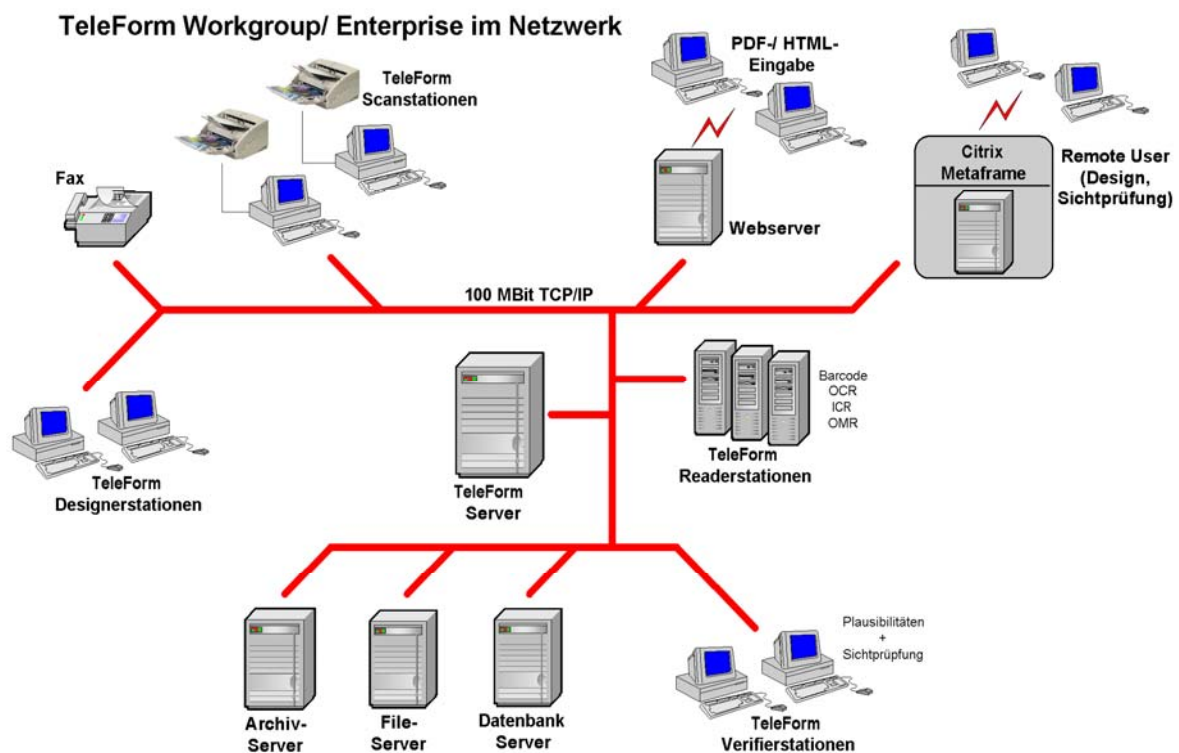 TeleForm Workgroup/ Enterprise im Netzwerk
TeleForm
Scanstationen
Fax
PDF-/ HTML-
Eingabe
Webserver
Citrix
Metaframe
Remote User
(Design,
Sichtprüfung)
100 MBit TCP/IP
TeleForm
Designerstationen
TeleForm
Server
Barcode
OCR
ICR
OMR
TeleForm
Readerstationen
Archiv-
Server
File-
Server
Datenbank
Server
Plausibilitäten
+
Sichtprüpfung
TeleForm
Verifierstationen